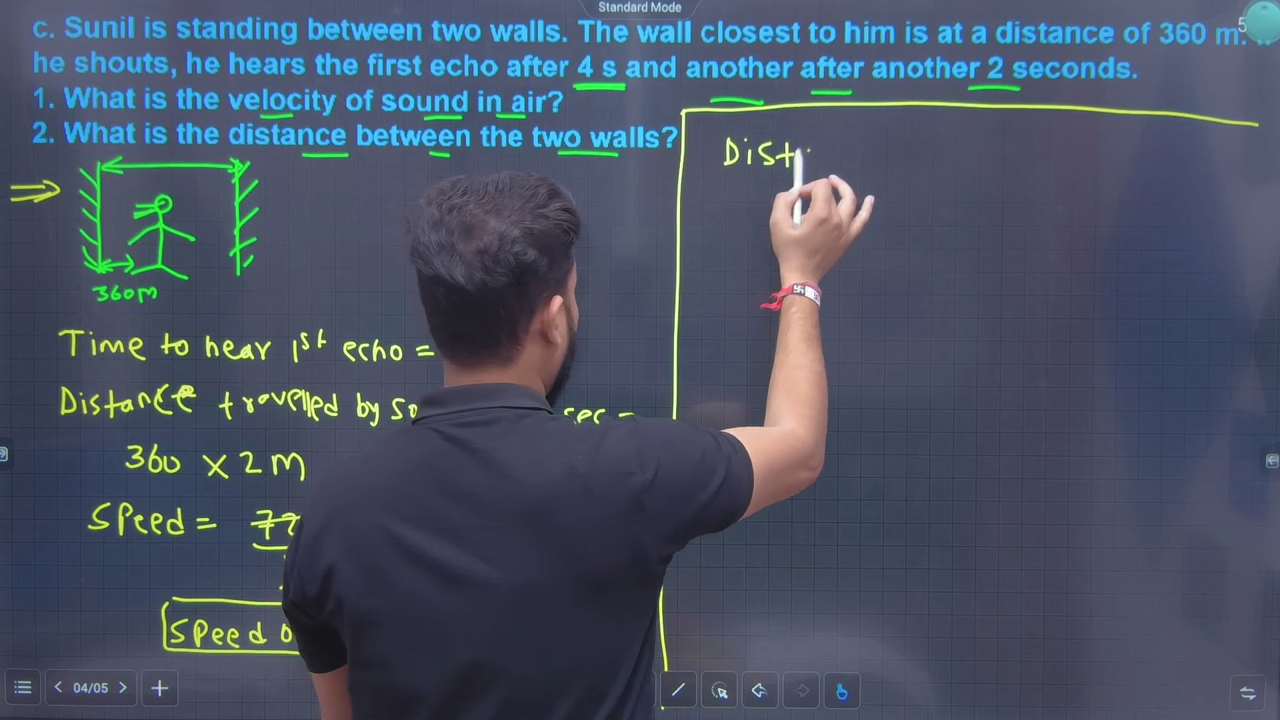 Standard Mode
c. Sunil is standing between two walls. The wall closest to him is at a distance of 360 m.
he shouts, he hears the first echo after 4 s and another after another 2 seconds.
1. What is the velocity of sound in air?
2. What is the distance between the two walls?
Dist
360m
Time to hear 1st echo =
Distance travelled by so sec =
360 x 2 m
Speed =
Speed o
04/05